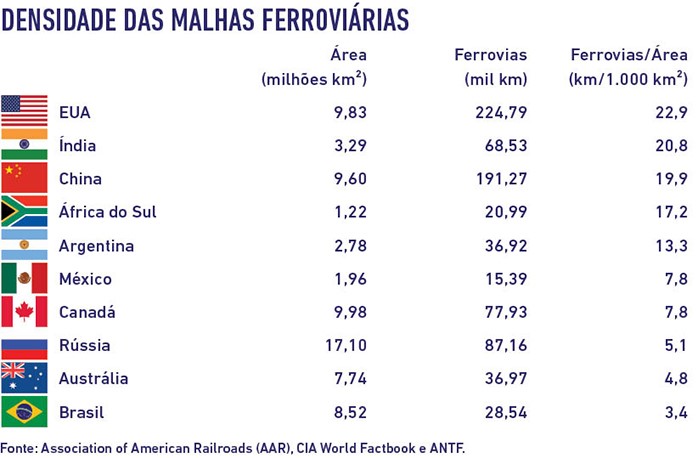 DENSIDADE DAS MALHAS FERROVIÁRIAS
Área Ferrovias Ferrovias/Área
(milhões km²) (mil km) (km/1.000 km²)
EUA 9,83 224,79 22,9
Índia 3,29 68,53 20,8
China 9,60 191,27 19,9
África do Sul 1,22 20,99 17,2
Argentina 2,78 36,92 13,3
México 1,96 15,39 7,8
Canadá 9,98 77,93 7,8
Rússia 17,10 87,16 5,1
Austrália 7,74 36,97 4,8
Brasil 8,52 28,54 3,4
Fonte: Association of American Railroads (AAR), CIA World Factbook e ANTF.